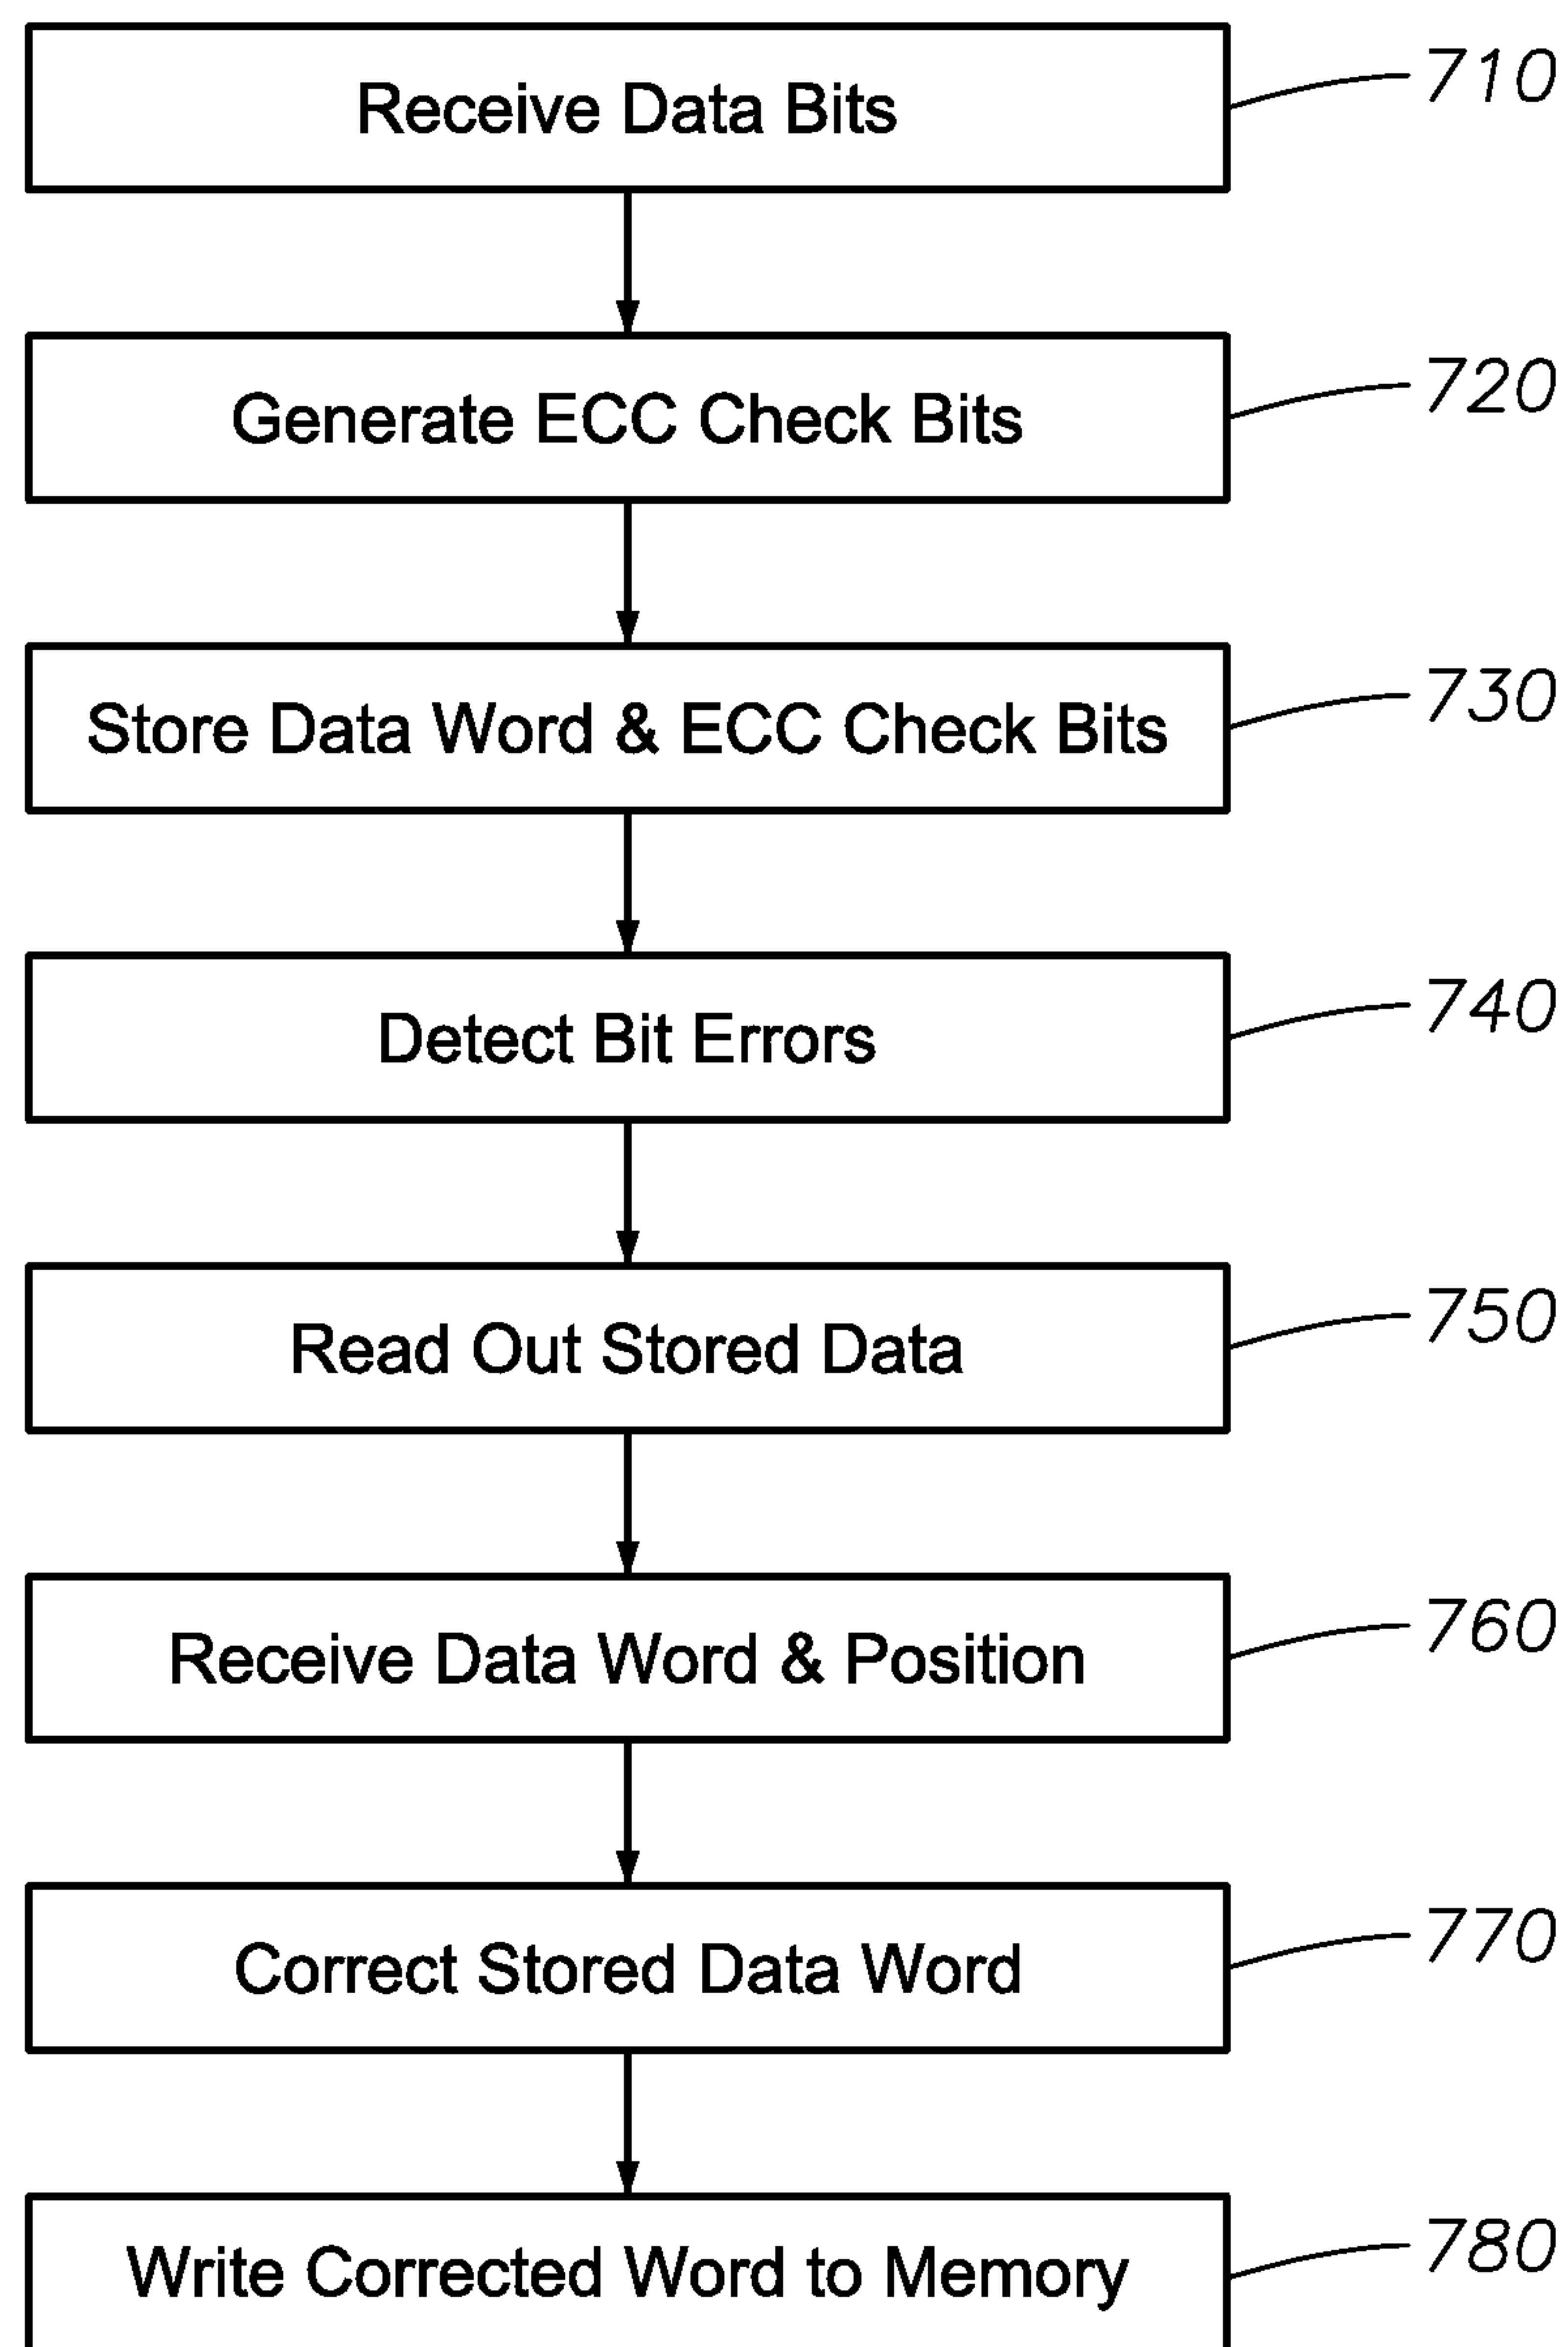 Receive Data Bits 710
Generate ECC Check Bits 720
Store Data Word & ECC Check Bits 730
Detect Bit Errors 740
Read Out Stored Data 750
Receive Data Word & Position 760
Correct Stored Data Word 770
Write Corrected Word to Memory 780